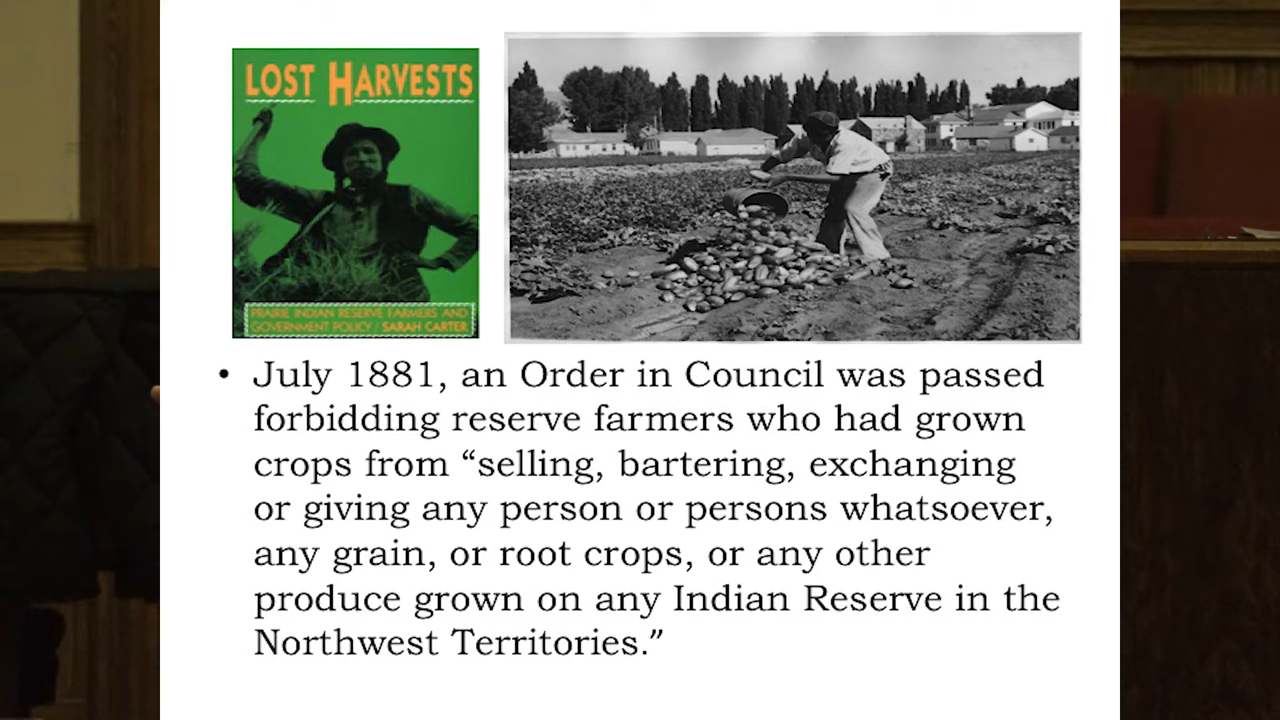 LOST HARVESTS
PRAIRIE INDIAN RESERVE FARMERS AND
GOVERNMENT POLICY / SARAH CARTER
• July 1881, an Order in Council was passed
forbidding reserve farmers who had grown
crops from “selling, bartering, exchanging
or giving any person or persons whatsoever,
any grain, or root crops, or any other
produce grown on any Indian Reserve in the
Northwest Territories.”